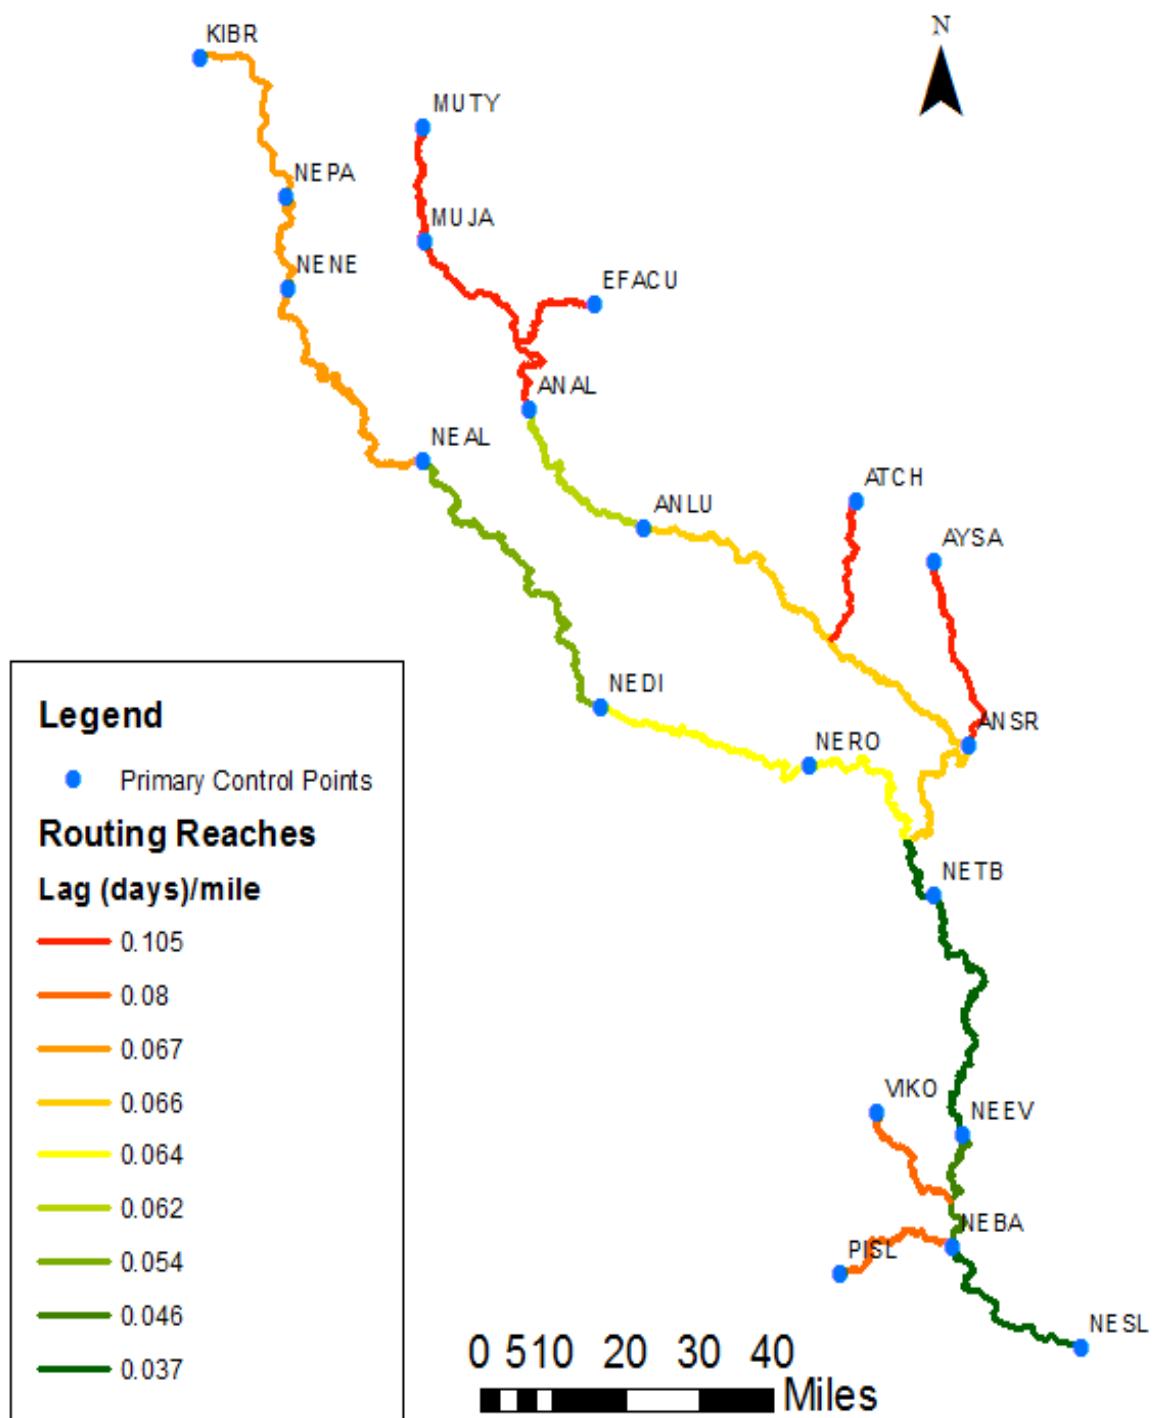 N
KIBR
MUTY
NEPA
MUJA
NENE
EFACU
ANAL
NEAL
ATCH
ANLU
AYSA
NEDI
ANSR
NERO
NETB
VIKO
NEEV
NEBA
PISL
NESL
Legend
Primary Control Points
Routing Reaches
Lag (days)/mile
0.105
0.08
0.067
0.066
0.064
0.062
0.054
0.046
0.037
0 5 10 20 30 40
Miles